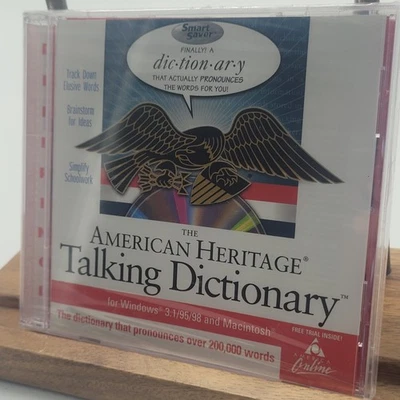 Smart
saver
FINALLY! A
dic•tion•ar•y
THAT ACTUALLY PRONOUNCES
THE WORDS FOR YOU!
Track Down
Elusive Words
Brainstorm
for Ideas
Simplify
Schoolwork
THE
AMERICAN HERITAGE®
Talking Dictionary™
for Windows® 3.1/95/98 and Macintosh®
The dictionary that pronounces over 200,000 words
FREE TRIAL INSIDE!
Online